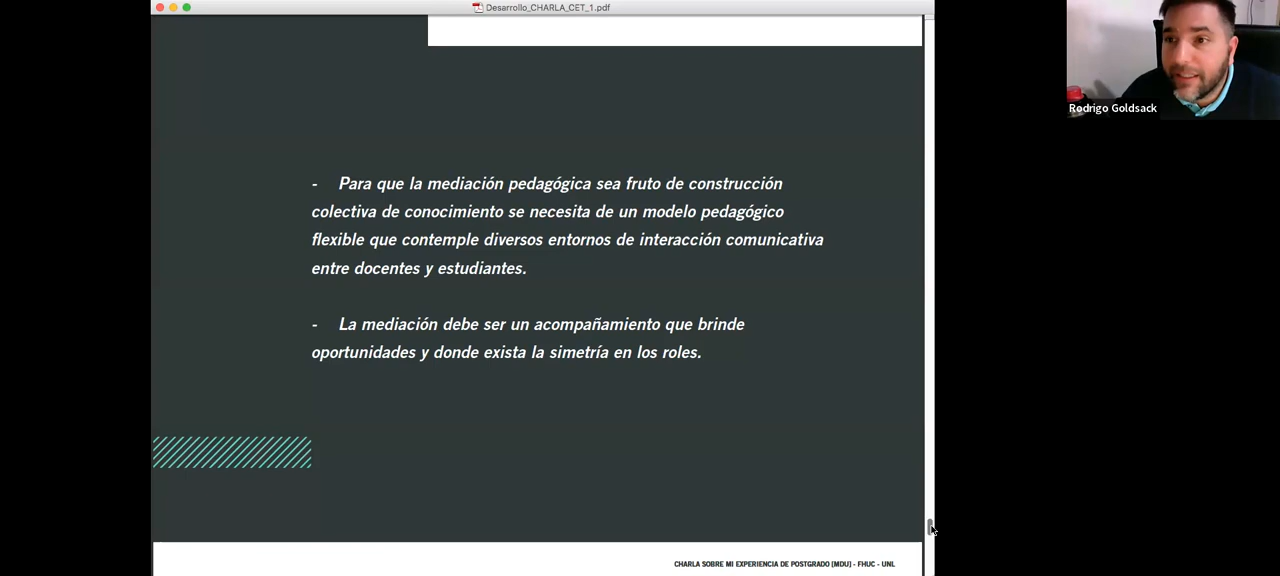 Desarrollo_CHARLA_CET_1.pdf
Rodrigo Goldsack
- Para que la mediación pedagógica sea fruto de construcción
colectiva de conocimiento se necesita de un modelo pedagógico
flexible que contemple diversos entornos de interacción comunicativa
entre docentes y estudiantes.
- La mediación debe ser un acompañamiento que brinde
oportunidades y donde exista la simetría en los roles.
CHARLA SOBRE MI EXPERIENCIA DE POSTGRADO (MDU) - FHUC - UNL